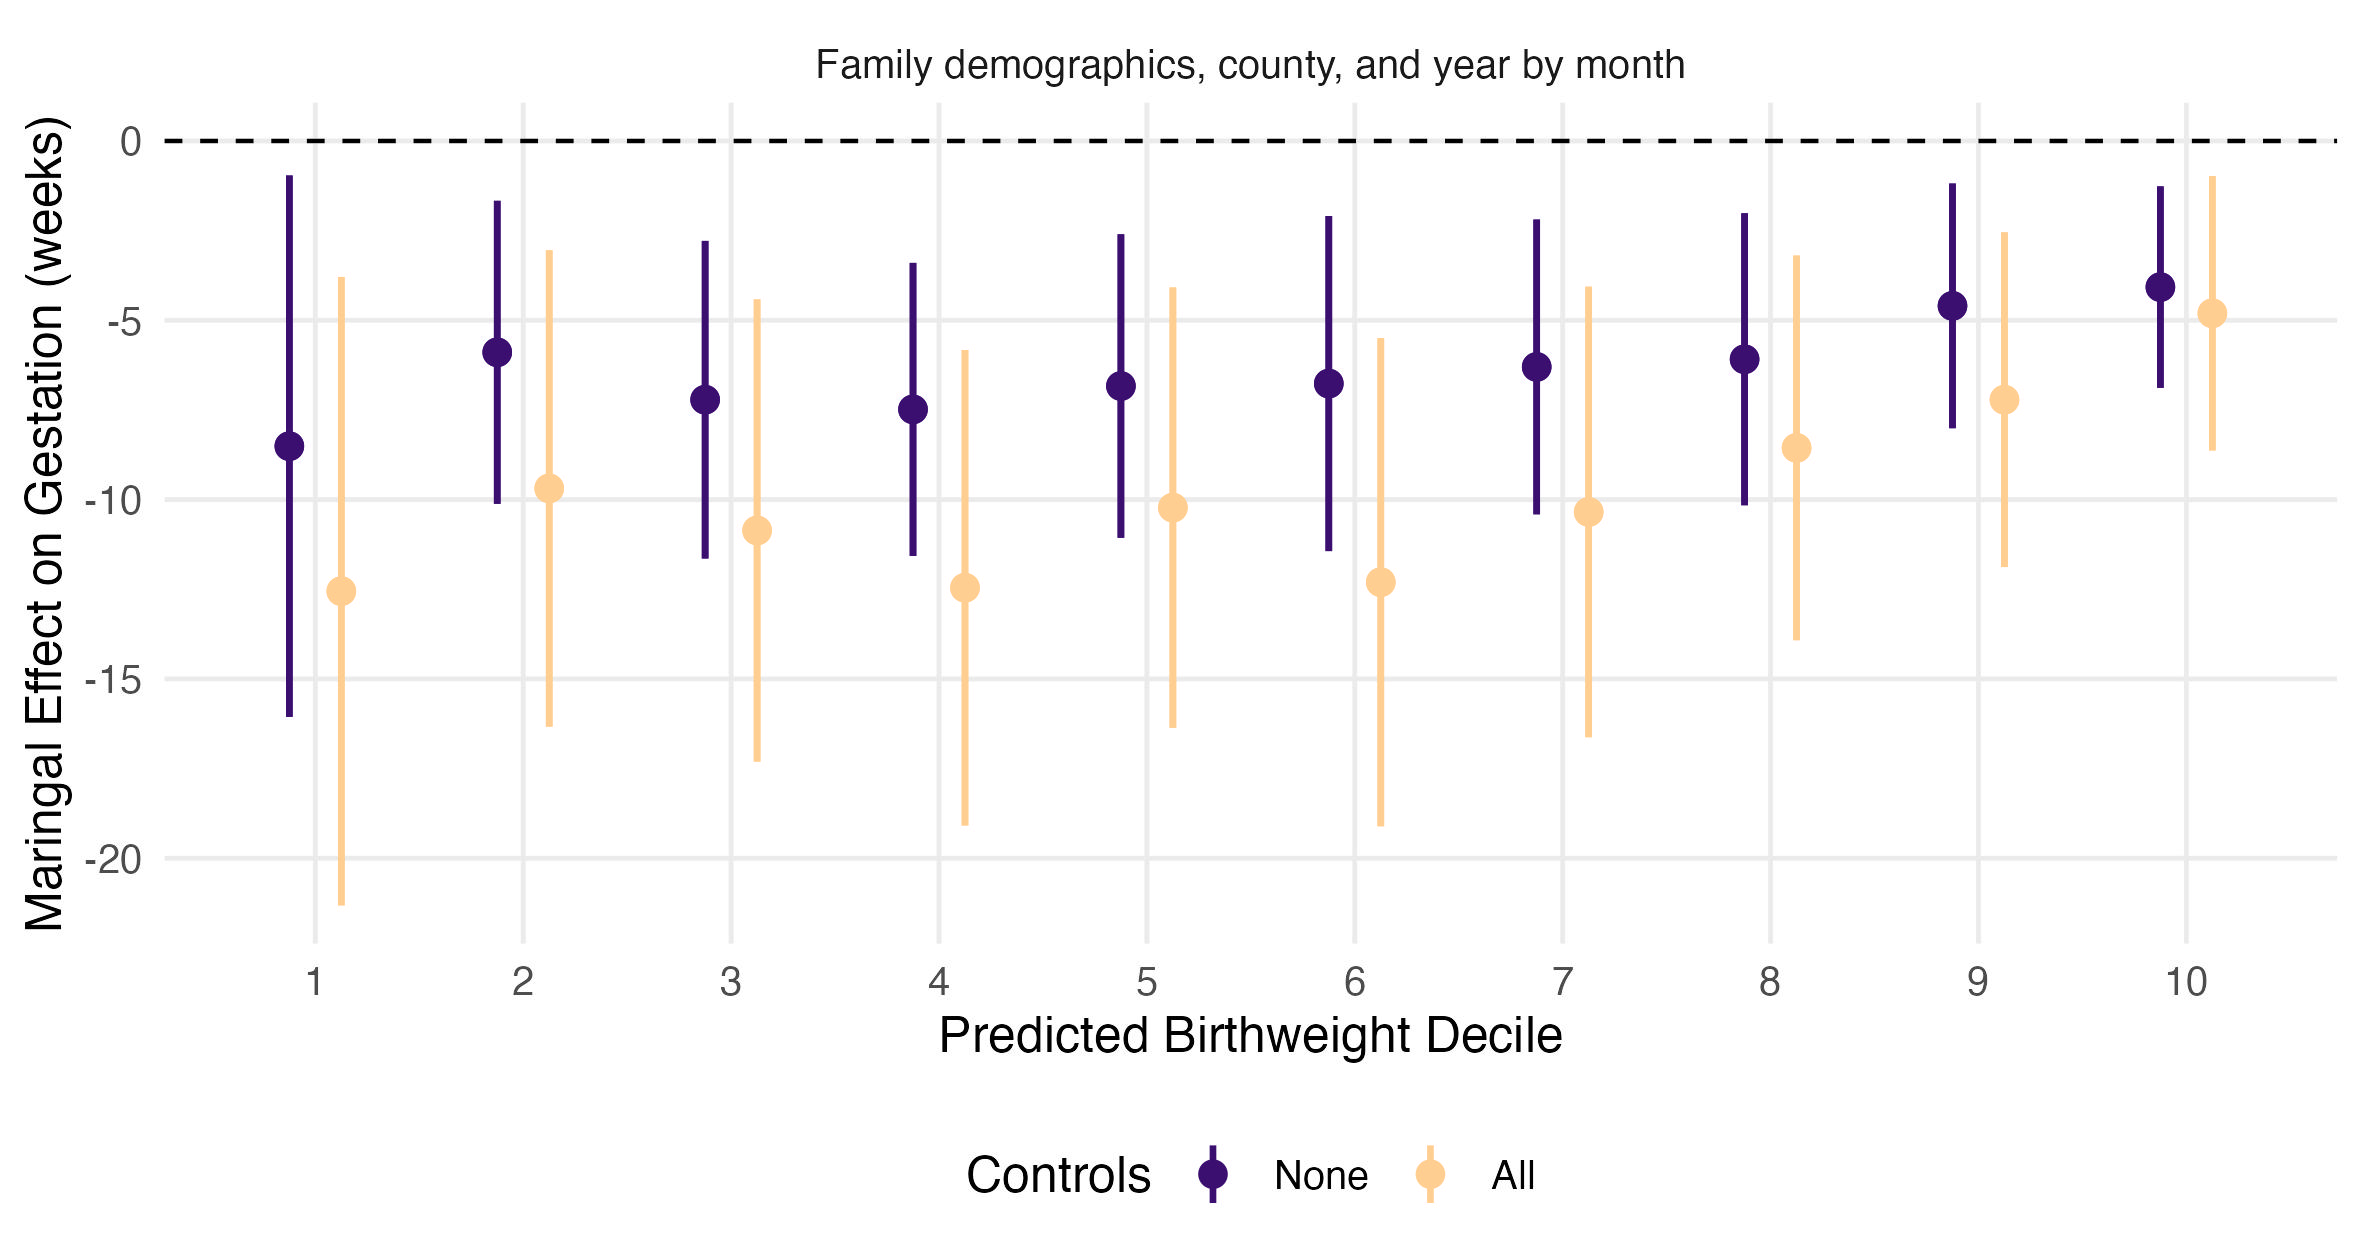 Family demographics, county, and year by month
Maringal Effect on Gestation (weeks)
0
-5
-10
-15
-20
1 2 3 4 5 6 7 8 9 10
Predicted Birthweight Decile
Controls None All